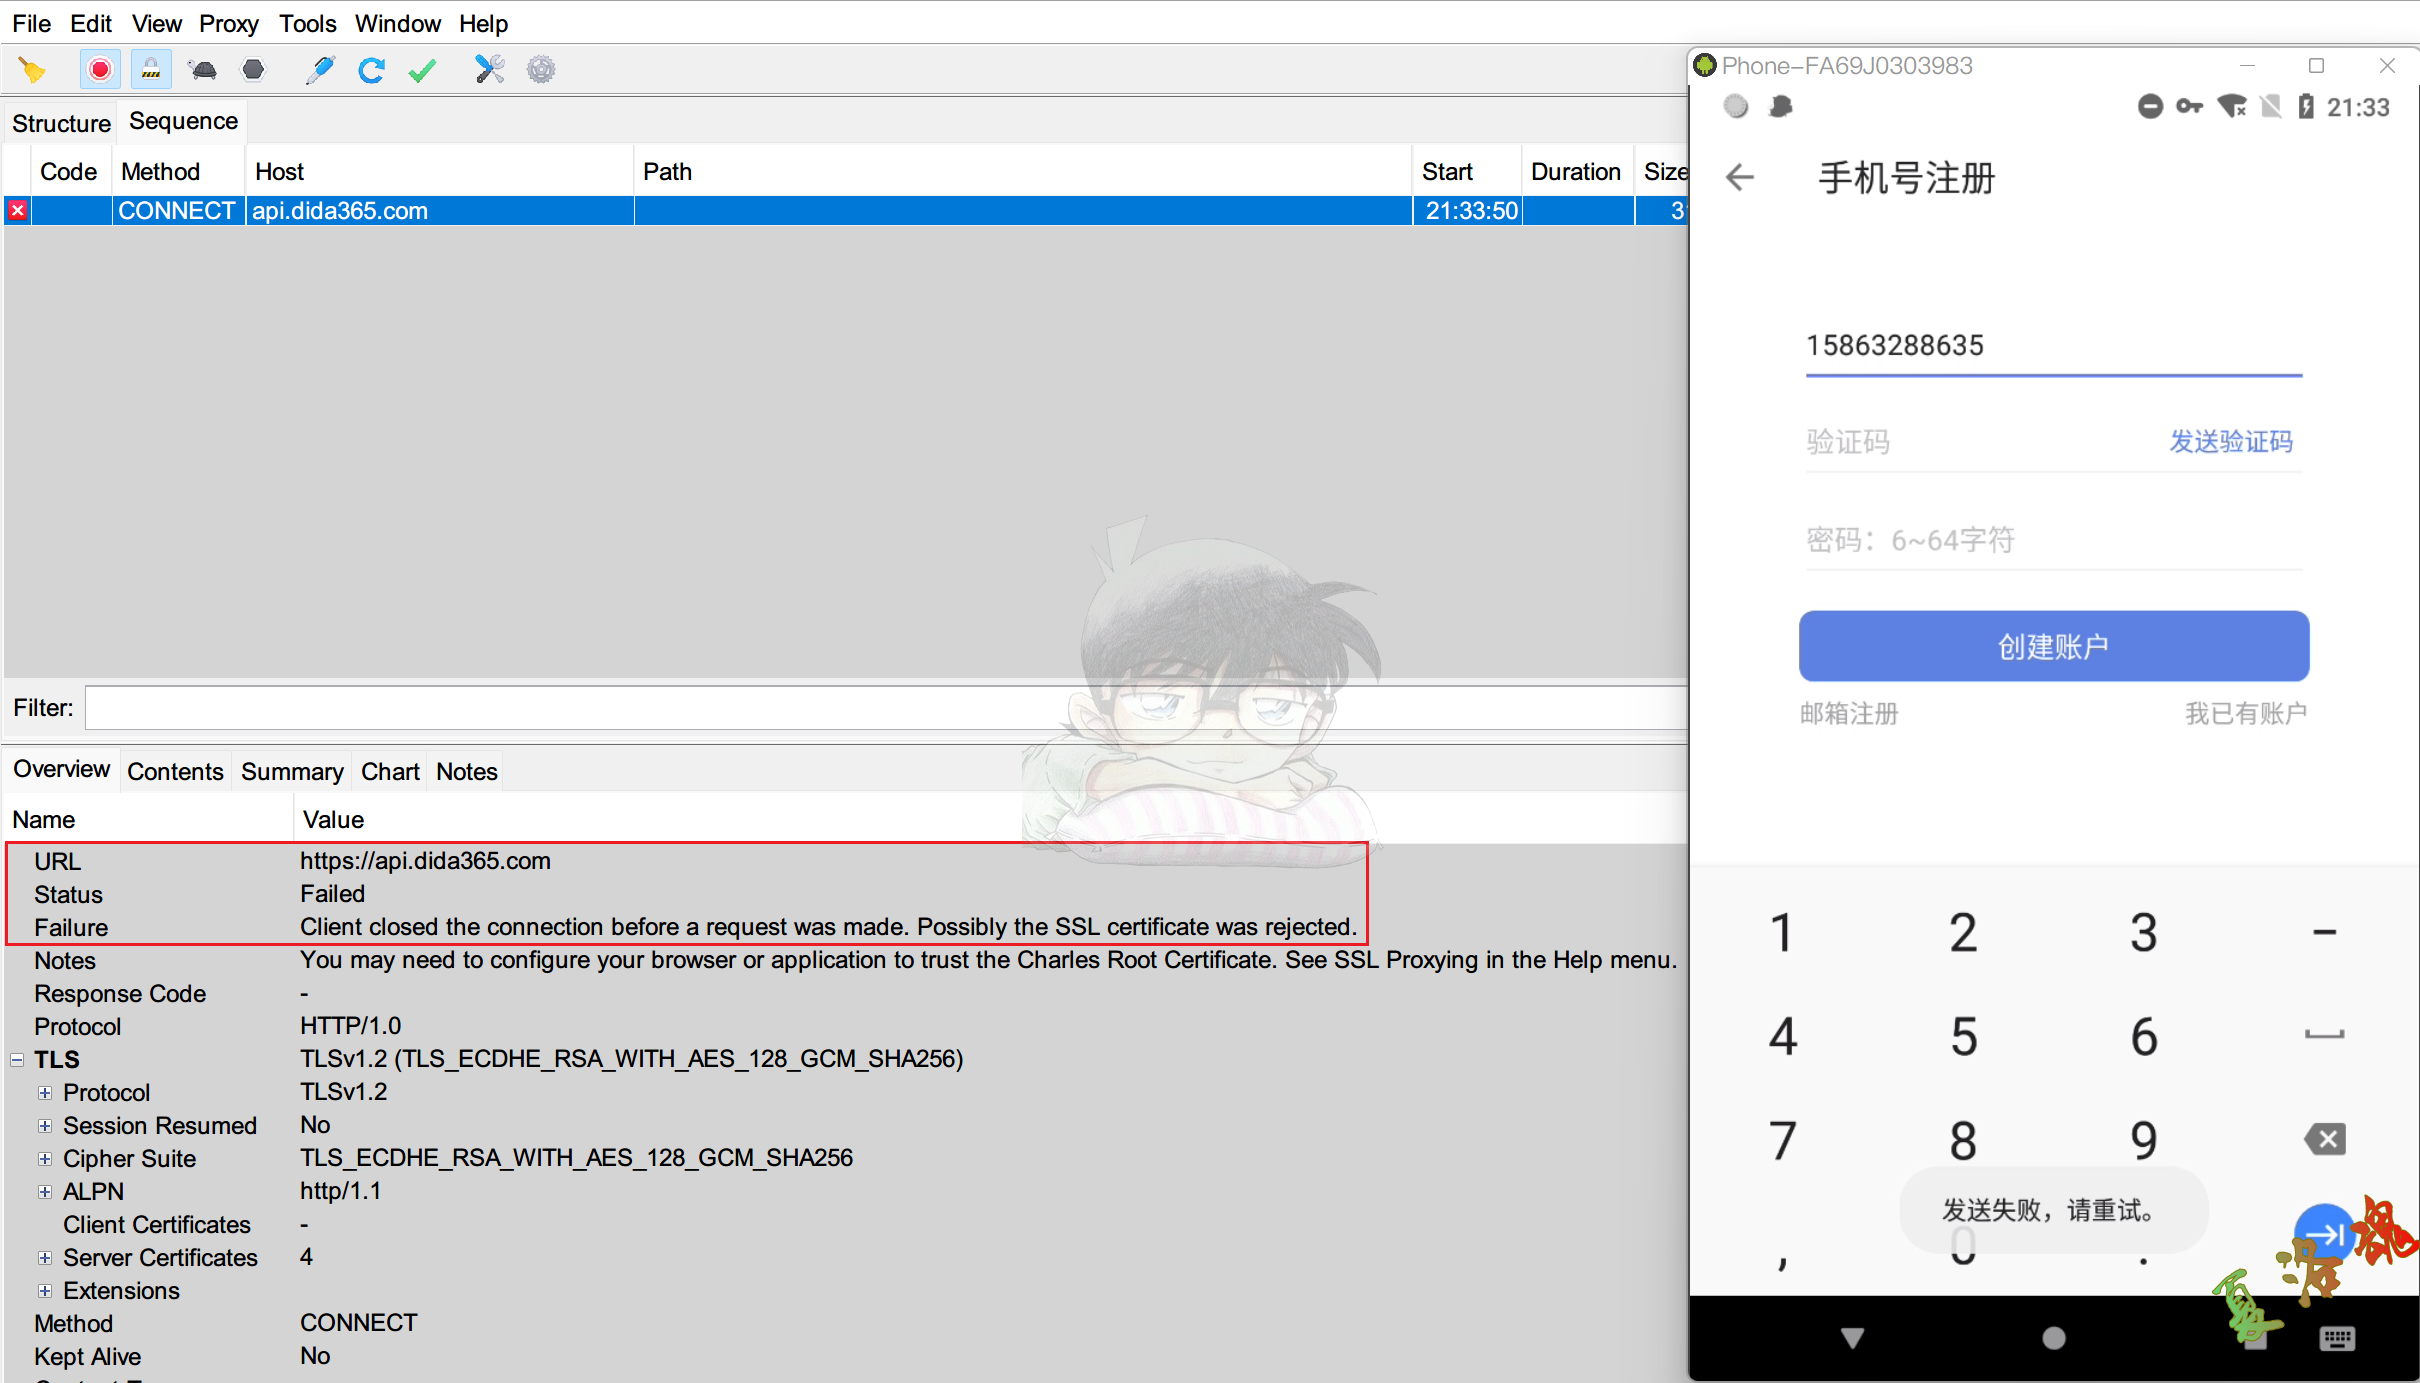 File Edit View Proxy Tools Window Help
Structure Sequence
Code Method Host Path Start Duration Size
CONNECT api.dida365.com 21:33:50 3
Filter:
Overview Contents Summary Chart Notes
Name Value
URL https://api.dida365.com
Status Failed
Failure Client closed the connection before a request was made. Possibly the SSL certificate was rejected.
Notes You may need to configure your browser or application to trust the Charles Root Certificate. See SSL Proxying in the Help menu.
Response Code -
Protocol HTTP/1.0
TLS TLSv1.2 (TLS_ECDHE_RSA_WITH_AES_128_GCM_SHA256)
Protocol TLSv1.2
Session Resumed No
Cipher Suite TLS_ECDHE_RSA_WITH_AES_128_GCM_SHA256
ALPN http/1.1
Client Certificates -
Server Certificates 4
Extensions
Method CONNECT
Kept Alive No
Phone-FA69J0303983
21:33
手机号注册
15863288635
验证码 发送验证码
密码：6~64字符
创建账户
邮箱注册 我已有账户
1 2 3 -
4 5 6
7 8 9
发送失败，请重试。
, 0 .
夏洛魂